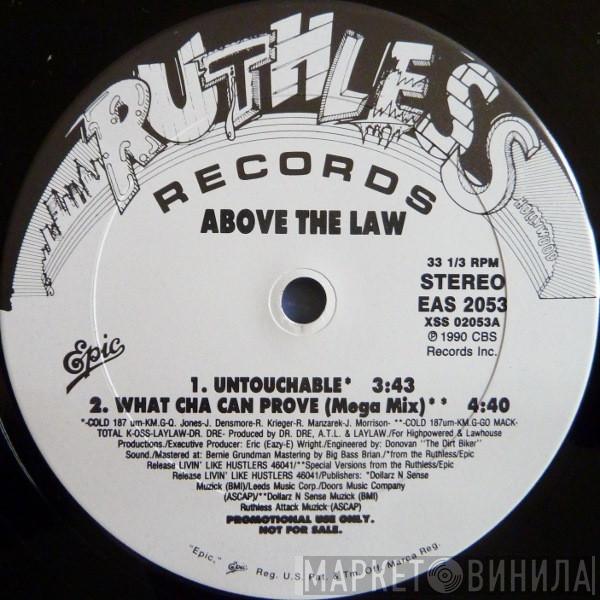 RUTHLESS
RECORDS
HOLLYWOOD
ABOVE THE LAW
33 1/3 RPM
STEREO
EAS 2053
XSS 02053A
℗ 1990 CBS
Records Inc.
Epic
1. UNTOUCHABLE* 3:43
2. WHAT CHA CAN PROVE (Mega Mix)** 4:40
*-COLD 187 um-KM.G-Q. Jones-J. Densmore-R. Krieger-R. Manzarek-J. Morrison- **-COLD 187um-KM.G-GO MACK-
TOTAL K-OSS-LAYLAW-DR. DRE- Produced by DR. DRE, A.T.L. & LAYLAW./For Highpowered & Lawhouse
Productions./Executive Producer: Eric (Eazy-E) Wright./Engineered by: Donovan "The Dirt Biker"
Sound./Mastered at: Bernie Grundman Mastering by Big Bass Brian./*from the Ruthless/Epic
Release LIVIN' LIKE HUSTLERS 46041/**Special Versions from the Ruthless/Epic
Release LIVIN' LIKE HUSTLERS 46041/Publishers: *Dollarz N Sense
Muzick (BMI)/Leeds Music Corp./Doors Music Company
(ASCAP)/**Dollarz N Sense Muzick (BMI)
Ruthless Attack Muzick (ASCAP)
PROMOTIONAL USE ONLY.
NOT FOR SALE.
"Epic," Epic Reg. U.S. Pat. & Tm. Off. Marca Reg.
МАРКЕТ ВИНИЛА